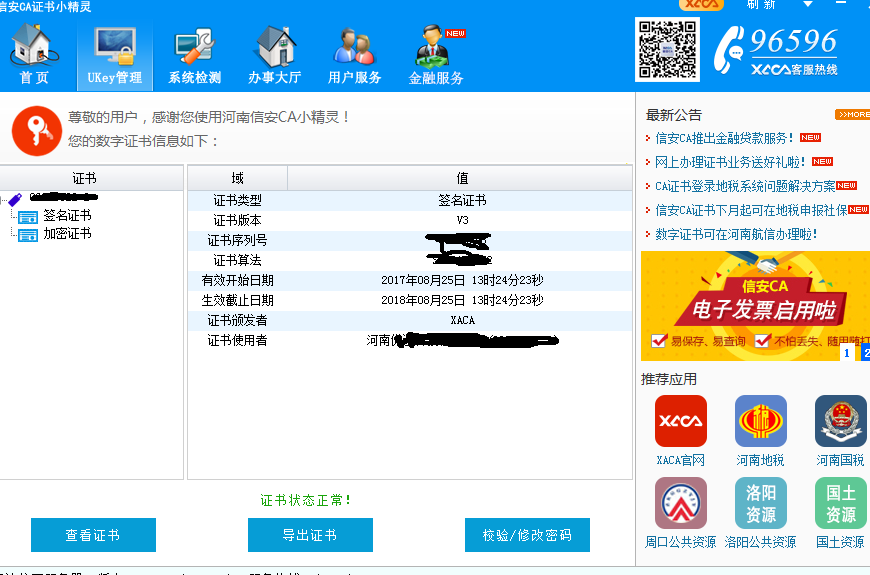 信安CA证书小精灵
XACA
刷 新
首 页
UKey管理
系统检测
办事大厅
用户服务
金融服务
NEW
96596
XACA客服热线
尊敬的用户，感谢您使用河南信安CA小精灵！
您的数字证书信息如下：
证书
签名证书
加密证书
域 值
证书类型 签名证书
证书版本 V3
证书序列号
证书算法
有效开始日期 2017年08月25日 13时24分23秒
生效截止日期 2018年08月25日 13时24分23秒
证书颁发者 XACA
证书使用者 河南
证书状态正常！
查看证书
导出证书
校验/修改密码
最新公告
>>MORE
信安CA推出金融贷款服务！ NEW
网上办理证书业务送好礼啦！ NEW
CA证书登录地税系统问题解决方案 NEW
信安CA证书下月起可在地税申报社保 NEW
数字证书可在河南航信办理啦！
信安CA
电子发票启用啦
易保存、易查询 不怕丢失、随用随打
1 2
推荐应用
XACA
XACA官网
河南地税
河南国税
周口公共资源
洛阳
资源
洛阳公共资源
国土
资源
国土资源